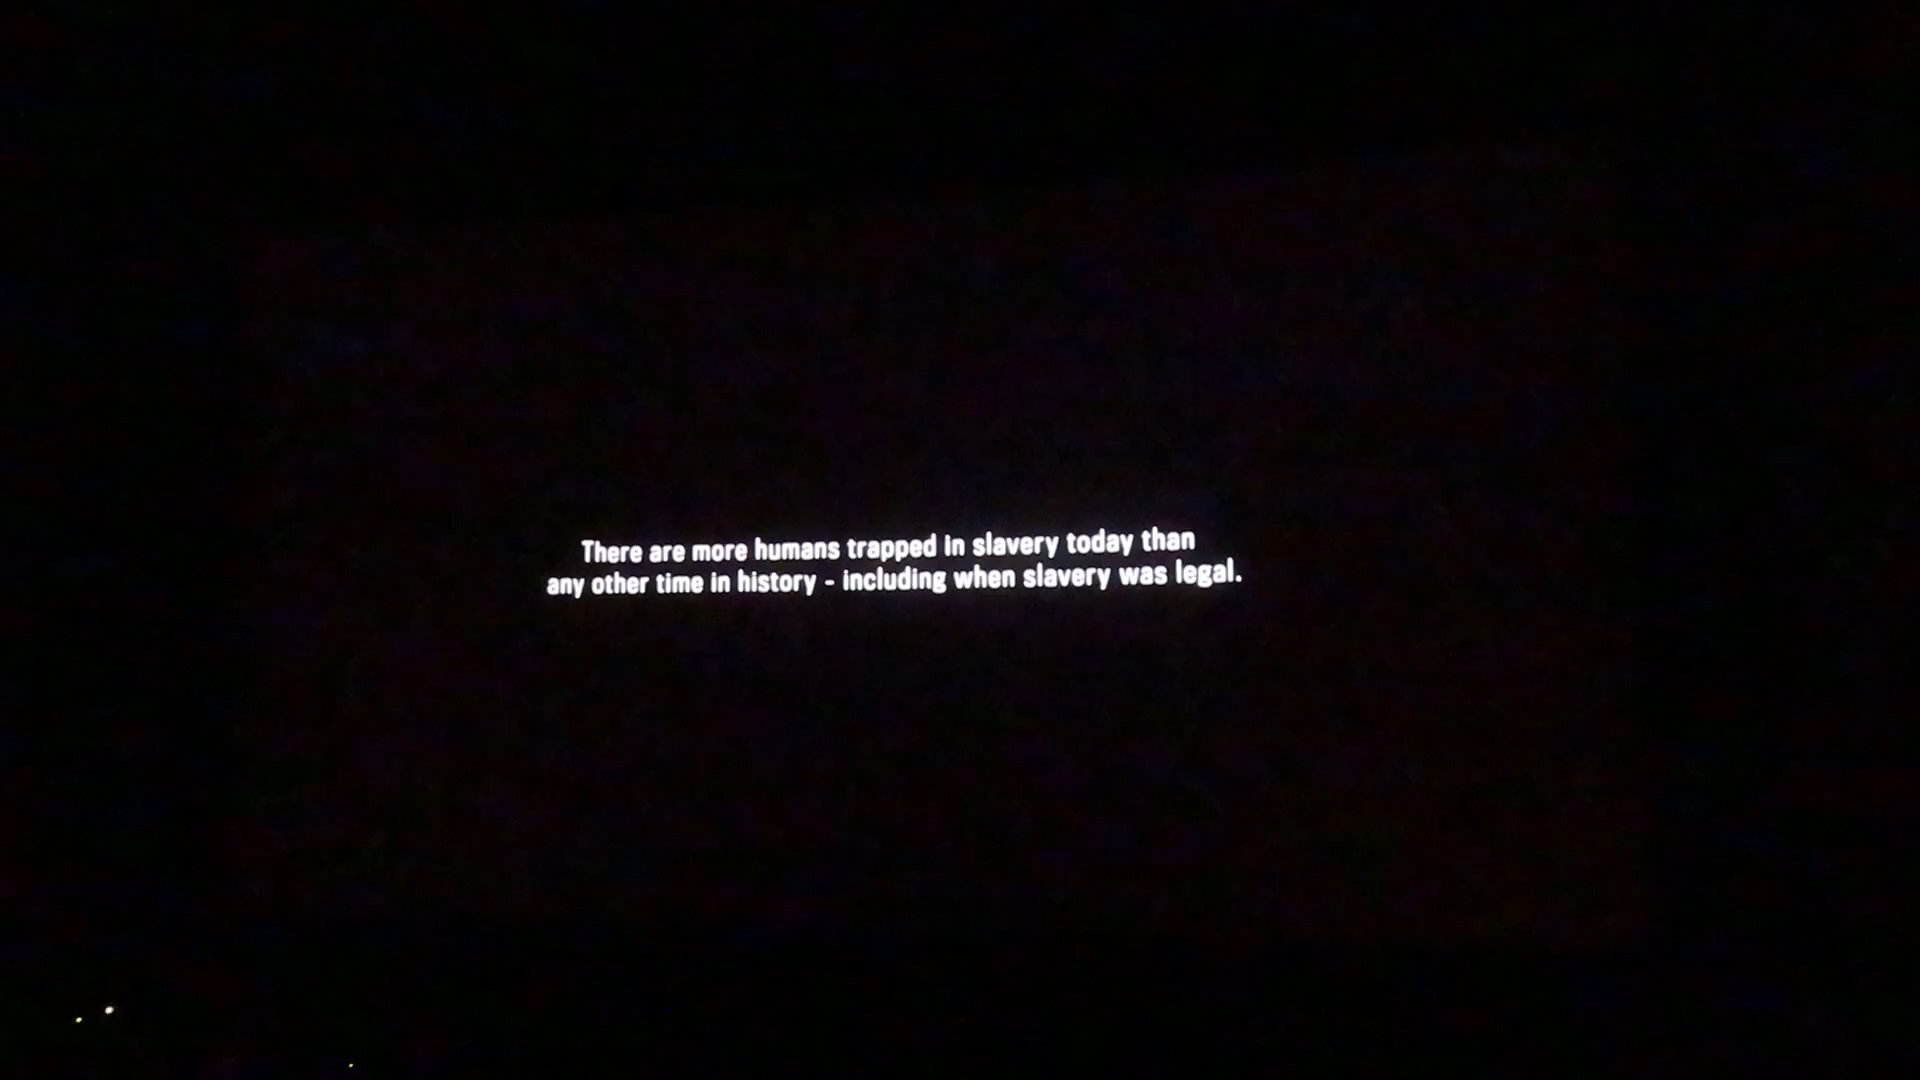 There are more humans trapped in slavery today than
any other time in history - including when slavery was legal.